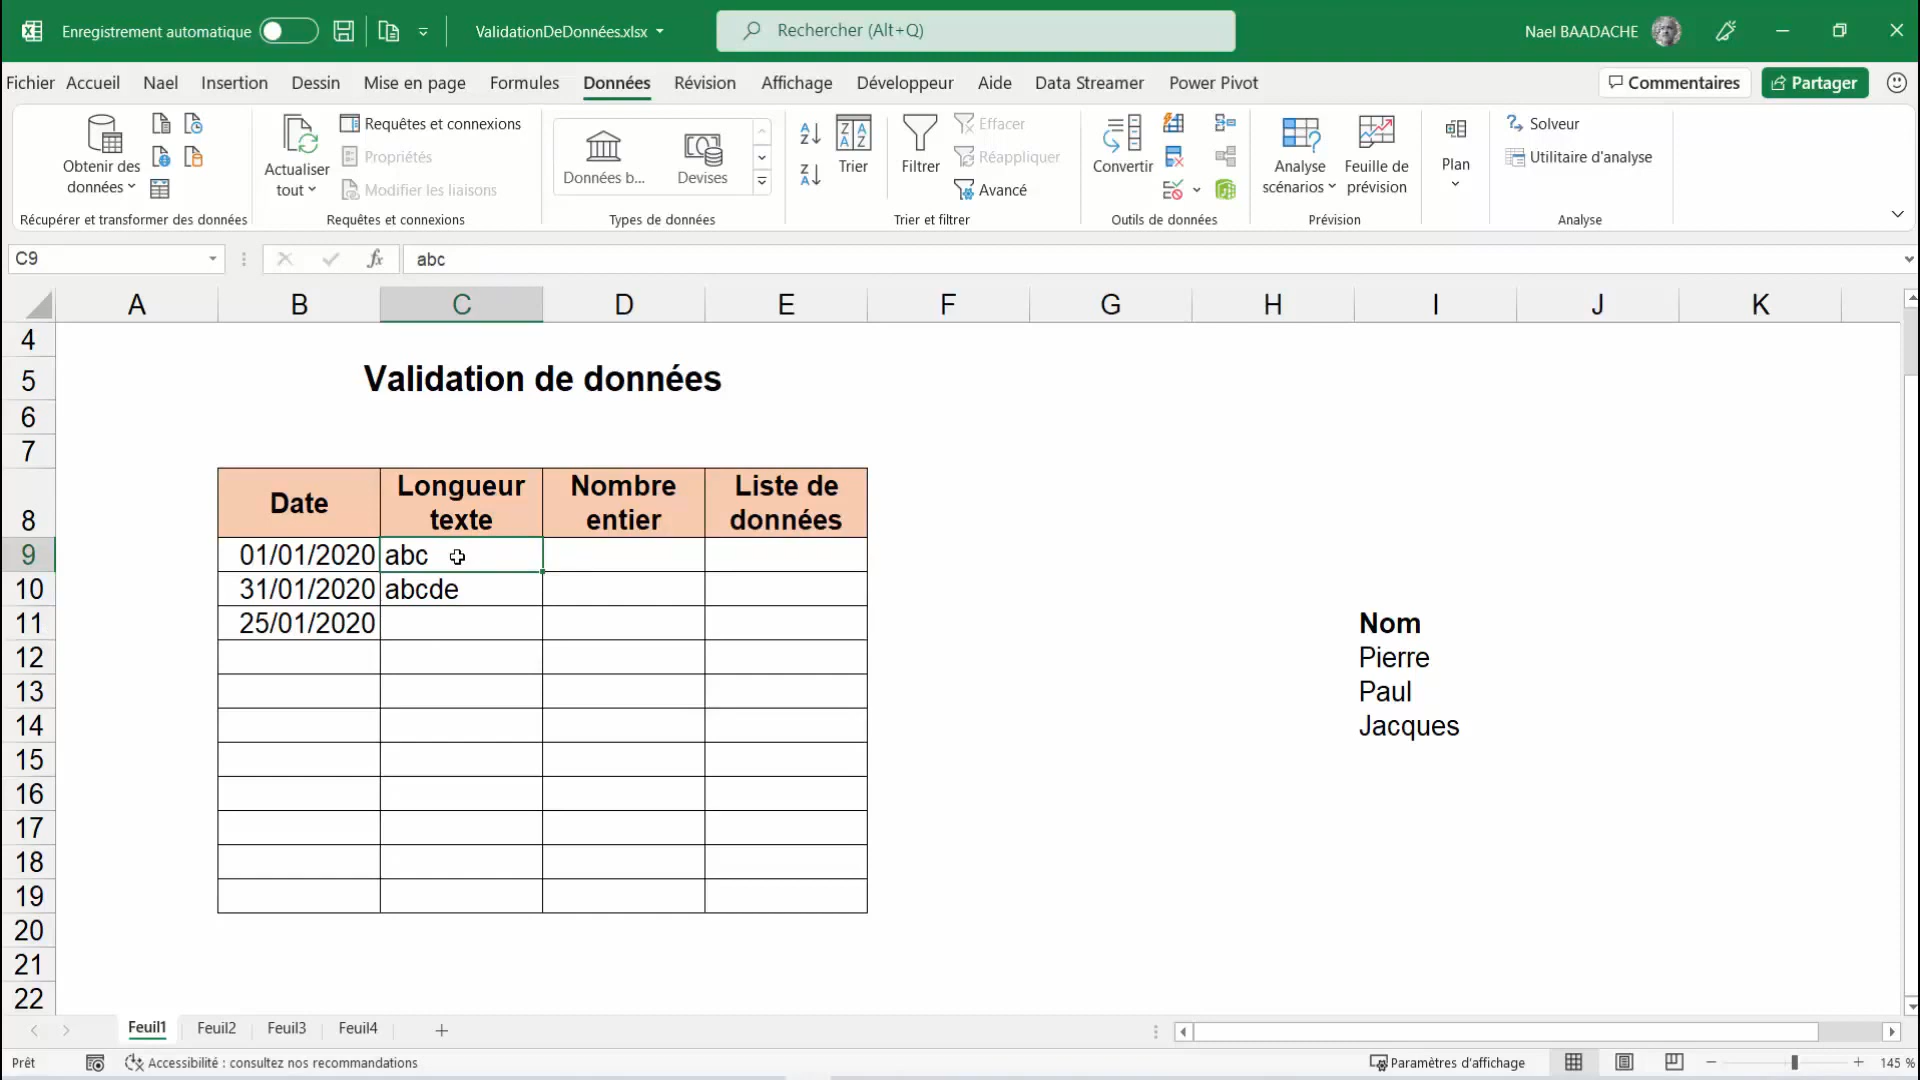 Enregistrement automatique
ValidationDeDonnées.xlsx
Rechercher (Alt+Q)
Nael BAADACHE
Fichier Accueil Nael Insertion Dessin Mise en page Formules Données Révision Affichage Développeur Aide Data Streamer Power Pivot
Commentaires
Partager
Obtenir des
données
Récupérer et transformer des données
Actualiser
tout
Requêtes et connexions
Propriétés
Modifier les liaisons
Requêtes et connexions
Données b...
Devises
Types de données
Trier
Filtrer
Effacer
Réappliquer
Avancé
Trier et filtrer
Convertir
Outils de données
Analyse
scénarios
Feuille de
prévision
Prévision
Plan
Solveur
Utilitaire d'analyse
Analyse
C9
fx
abc
A B C D E F G H I J K
4
5 Validation de données
6
7
8 Date Longueur texte Nombre entier Liste de données
9 01/01/2020 abc
10 31/01/2020 abcde
11 25/01/2020 Nom
12 Pierre
13 Paul
14 Jacques
15
16
17
18
19
20
21
22
Feuil1 Feuil2 Feuil3 Feuil4
Prêt
Accessibilité : consultez nos recommandations
Paramètres d'affichage
145 %